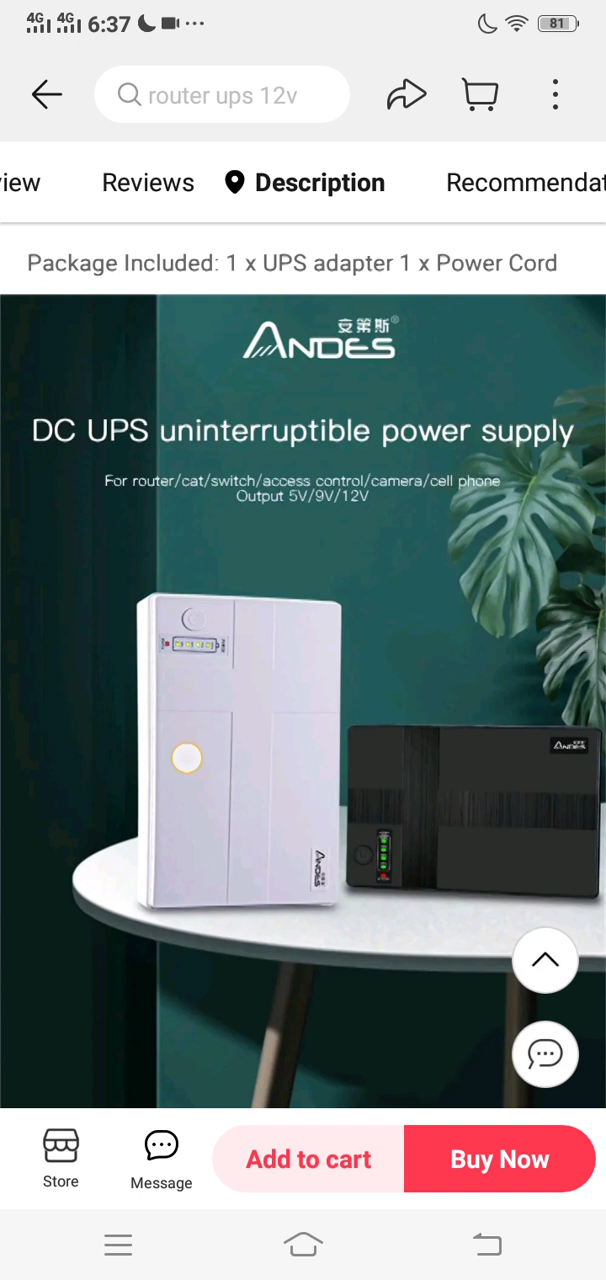 4G 4G 6:37 81
router ups 12v
iew Reviews Description Recommendat
Package Included: 1 x UPS adapter 1 x Power Cord
安第斯®
ANDES
DC UPS uninterruptible power supply
For router/cat/switch/access control/camera/cell phone
Output 5V/9V/12V
ANDES
ANDES
Store
Message
Add to cart
Buy Now